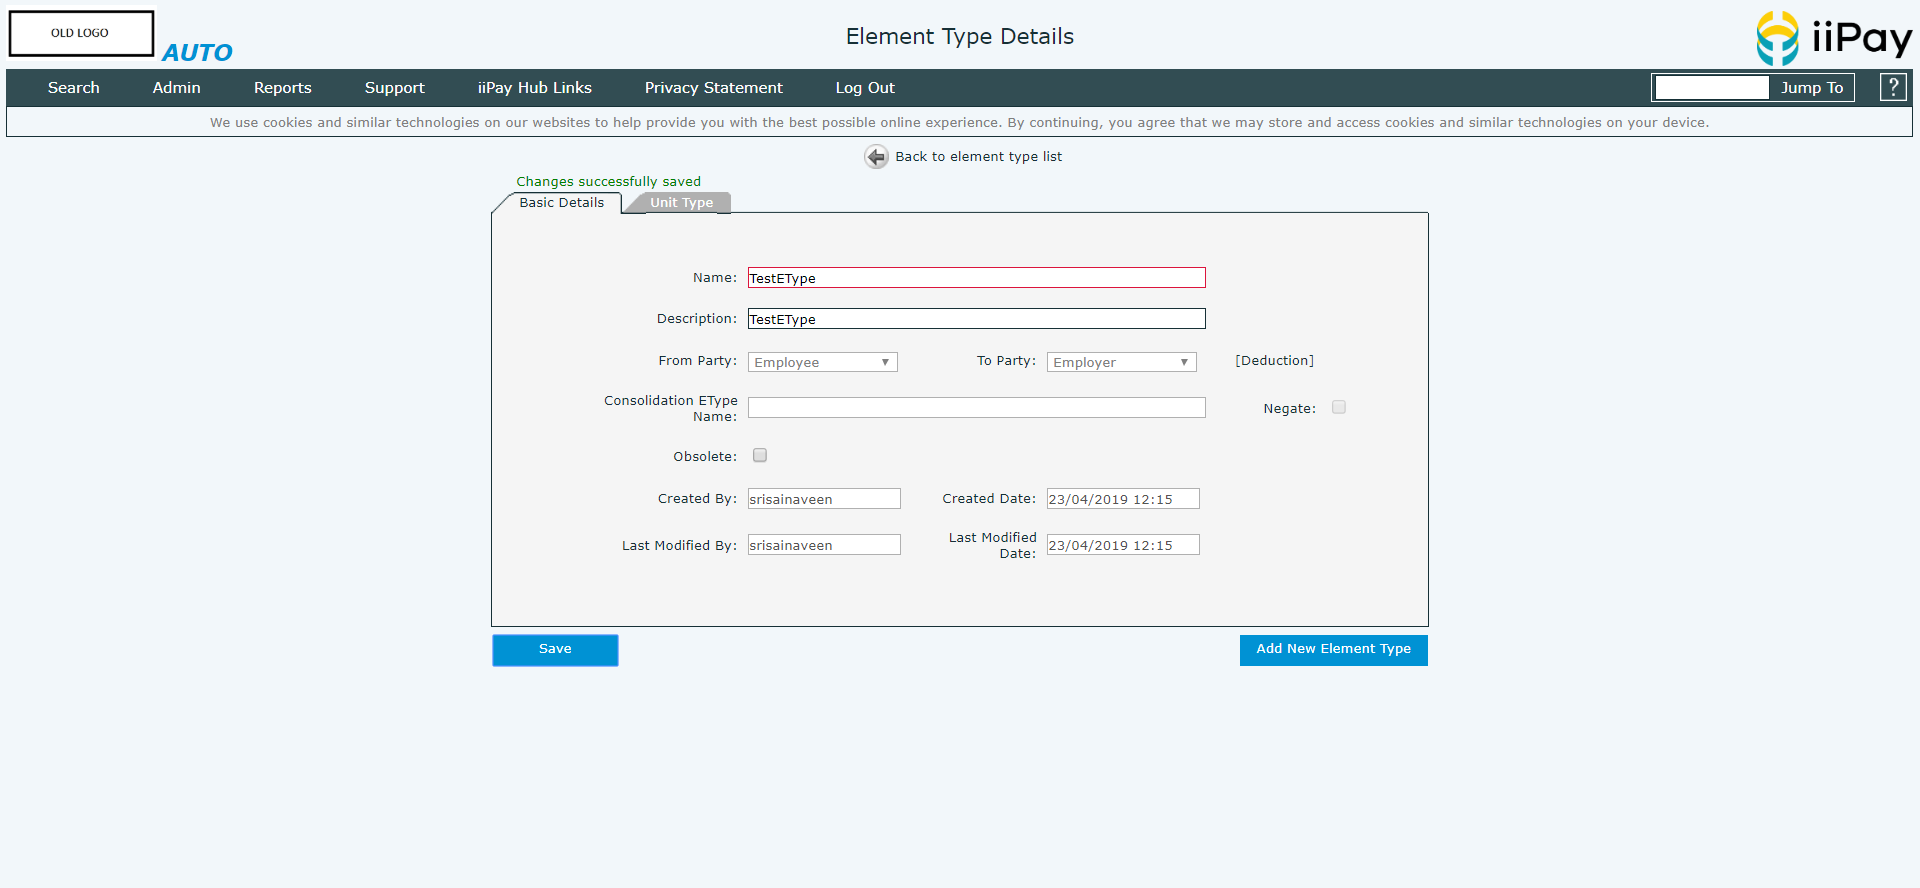 OLD LOGO
AUTO
Element Type Details
iiPay
Search Admin Reports Support iiPay Hub Links Privacy Statement Log Out Jump To ?
We use cookies and similar technologies on our websites to help provide you with the best possible online experience. By continuing, you agree that we may store and access cookies and similar technologies on your device.
Back to element type list
Changes successfully saved
Basic Details Unit Type
Name: TestEType
Description: TestEType
From Party: Employee To Party: Employer [Deduction]
Consolidation EType
Name: Negate:
Obsolete:
Created By: srisainaveen Created Date: 23/04/2019 12:15
Last Modified By: srisainaveen Last Modified
Date: 23/04/2019 12:15
Save Add New Element Type